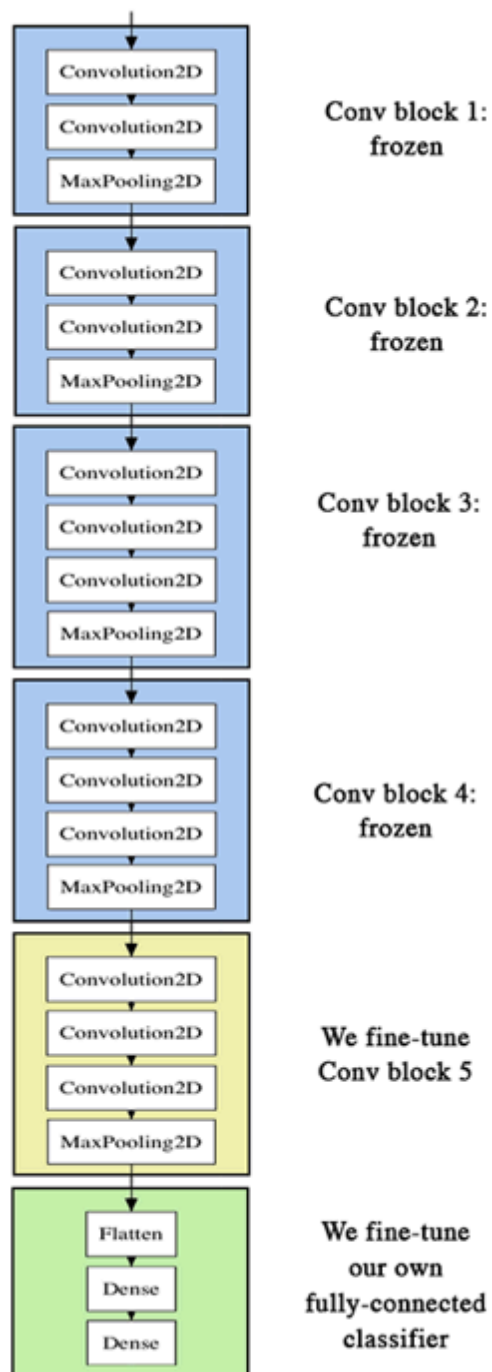 Convolution2D
Convolution2D
MaxPooling2D
Conv block 1:
frozen
Convolution2D
Convolution2D
MaxPooling2D
Conv block 2:
frozen
Convolution2D
Convolution2D
Convolution2D
MaxPooling2D
Conv block 3:
frozen
Convolution2D
Convolution2D
Convolution2D
MaxPooling2D
Conv block 4:
frozen
Convolution2D
Convolution2D
Convolution2D
MaxPooling2D
We fine-tune
Conv block 5
Flatten
Dense
Dense
We fine-tune
our own
fully-connected
classifier